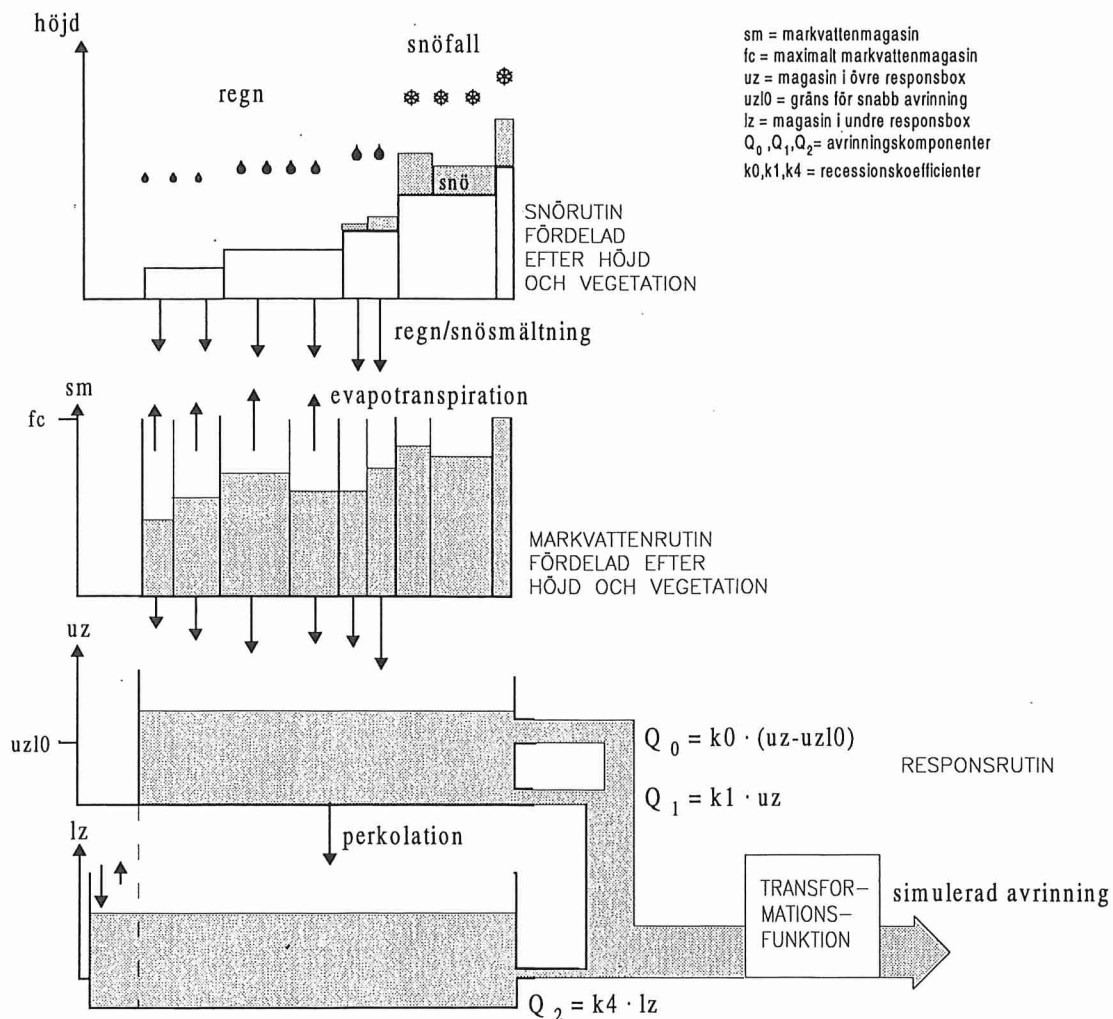 höjd
snöfall
regn
sm = markvattenmagasin
fc = maximalt markvattenmagasin
uz = magasin i övre responsbox
uzl0 = gräns för snabb avrinning
lz = magasin i undre responsbox
Q0 ,Q1,Q2= avrinningskomponenter
k0,k1,k4 = recessionskoefficienter
snö
SNÖRUTIN
FÖRDELAD
EFTER HÖJD
OCH VEGETATION
regn/snösmältning
sm
fc
evapotranspiration
MARKVATTENRUTIN
FÖRDELAD EFTER
HÖJD OCH VEGETATION
uz
uzl0
Q0 = k0 · (uz-uzl0)
RESPONSRUTIN
Q1 = k1 · uz
perkolation
lz
TRANSFOR-
MATIONS-
FUNKTION
simulerad avrinning
Q2 = k4 · lz